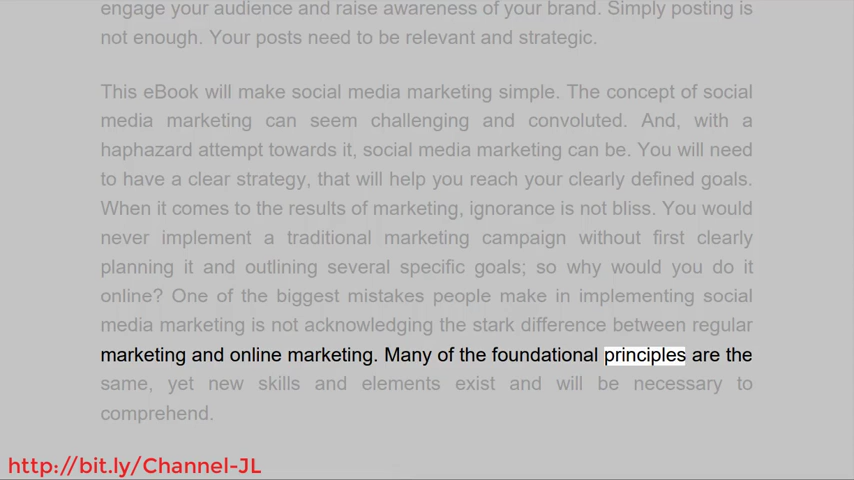 engage your audience and raise awareness of your brand. Simply posting is
not enough. Your posts need to be relevant and strategic.
This eBook will make social media marketing simple. The concept of social
media marketing can seem challenging and convoluted. And, with a
haphazard attempt towards it, social media marketing can be. You will need
to have a clear strategy, that will help you reach your clearly defined goals.
When it comes to the results of marketing, ignorance is not bliss. You would
never implement a traditional marketing campaign without first clearly
planning it and outlining several specific goals; so why would you do it
online? One of the biggest mistakes people make in implementing social
media marketing is not acknowledging the stark difference between regular
marketing and online marketing. Many of the foundational principles are the
same, yet new skills and elements exist and will be necessary to
comprehend.
http://bit.ly/Channel-JL